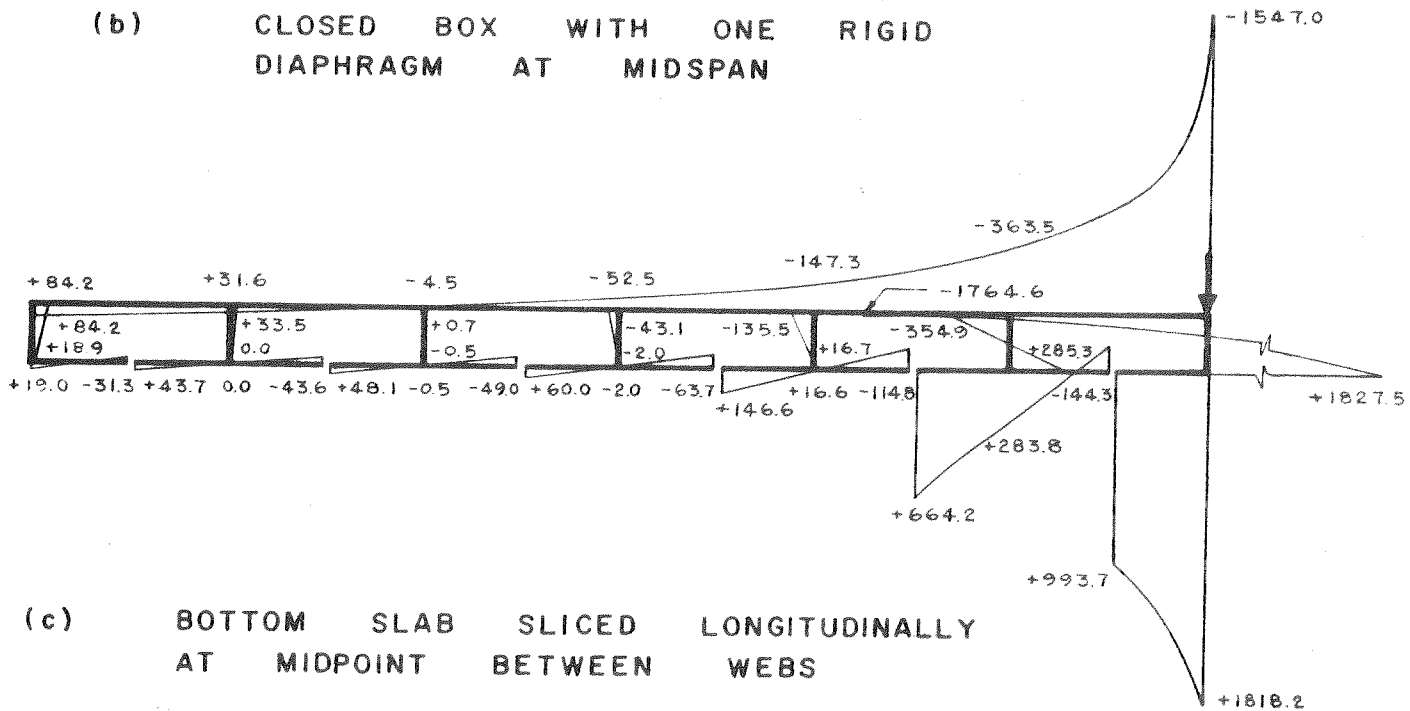 (b) CLOSED BOX WITH ONE RIGID
DIAPHRAGM AT MIDSPAN
-1547.0
-363.5
-147.3
+84.2 +31.6 -4.5 -52.5
-1764.6
+84.2 +33.5 +0.7 -43.1 -135.5 -354.9
+18.9 0.0 -0.5 -2.0 +16.7 +285.3
+19.0 -31.3 +43.7 0.0 -43.6 +48.1 -0.5 -49.0 +60.0 -2.0 -63.7 +16.6 -114.8 -144.3
+1827.5
+146.6
+283.8
+664.2
+993.7
(c) BOTTOM SLAB SLICED LONGITUDINALLY
AT MIDPOINT BETWEEN WEBS
+1818.2